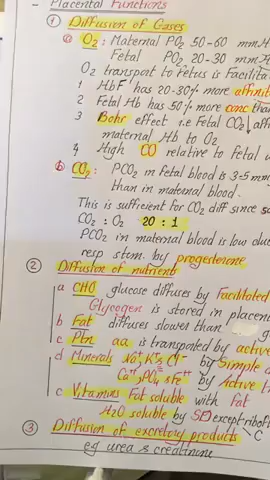 - Placental Functions
① Diffusion of Gases
ⓐ O2 : Maternal PO2 50-60 mmH
Fetal PO2 20-30 mmH
O2 transport to fetus is Facilita
1 HbF has 20-30% more affinit
2 Fetal Hb has 50% more conc than
3 Bohr effect i.e Fetal CO2↓ aff
maternal Hb to O2
4 High CO relative to Fetal
ⓑ CO2 : PCO2 in Fetal blood is 3-5 mm
than in maternal blood.
This is sufficient for CO2 diff since
CO2 : O2 20 : 1
PCO2 in maternal blood is low due
resp stem. by progesterone
② Diffusion of nutrients
a CHO glucose diffuses by Facilitated
Glycogen is stored in placen
b Fat diffuses slower than
c Ptn aa is transported by active
d Minerals Na+, K+, Cl- by Simple
Ca++, PO4 Fe++ by Active
e Vitamins Fat soluble with Fat
H2O soluble by SD except ribofl
C
③ Diffusion of excretory products
eg urea & creatinine